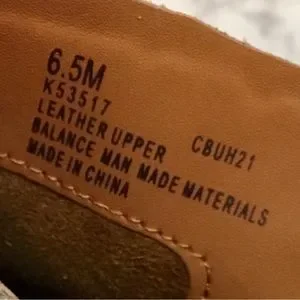 6.5M
K53517
LEATHER UPPER CBUH21
BALANCE MAN MADE MATERIALS
MADE IN CHINA